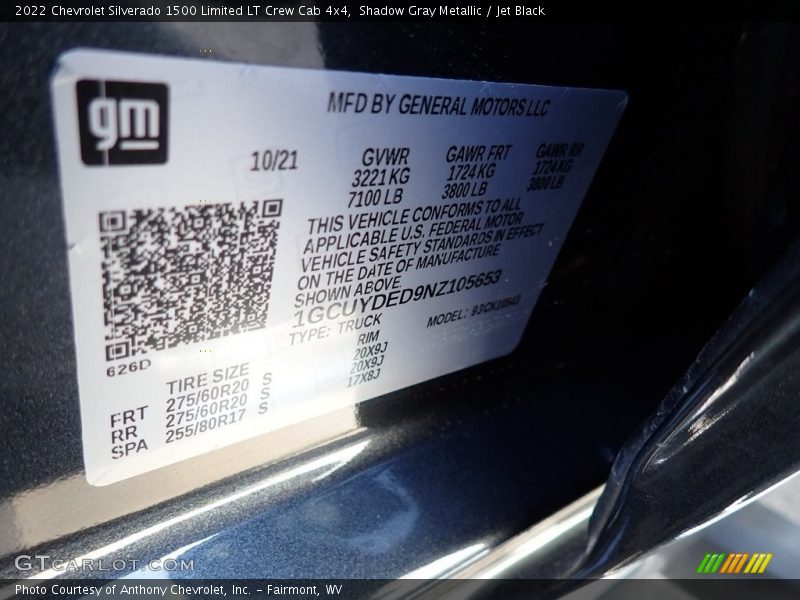 2022 Chevrolet Silverado 1500 Limited LT Crew Cab 4x4, Shadow Gray Metallic / Jet Black
gm
MFD BY GENERAL MOTORS LLC
10/21 GVWR GAWR FRT GAWR RR
3221 KG 1724 KG 1724 KG
7100 LB 3800 LB 3800 LB
THIS VEHICLE CONFORMS TO ALL
APPLICABLE U.S. FEDERAL MOTOR
VEHICLE SAFETY STANDARDS IN EFFECT
ON THE DATE OF MANUFACTURE
SHOWN ABOVE.
1GCUYDED9NZ105653
TYPE: TRUCK MODEL:
626D
TIRE SIZE RIM
FRT 275/60R20 S 20X9J
RR 275/60R20 S 20X9J
SPA 255/80R17 S 17X8J
GTCARLOT.COM
Photo Courtesy of Anthony Chevrolet, Inc. – Fairmont, WV